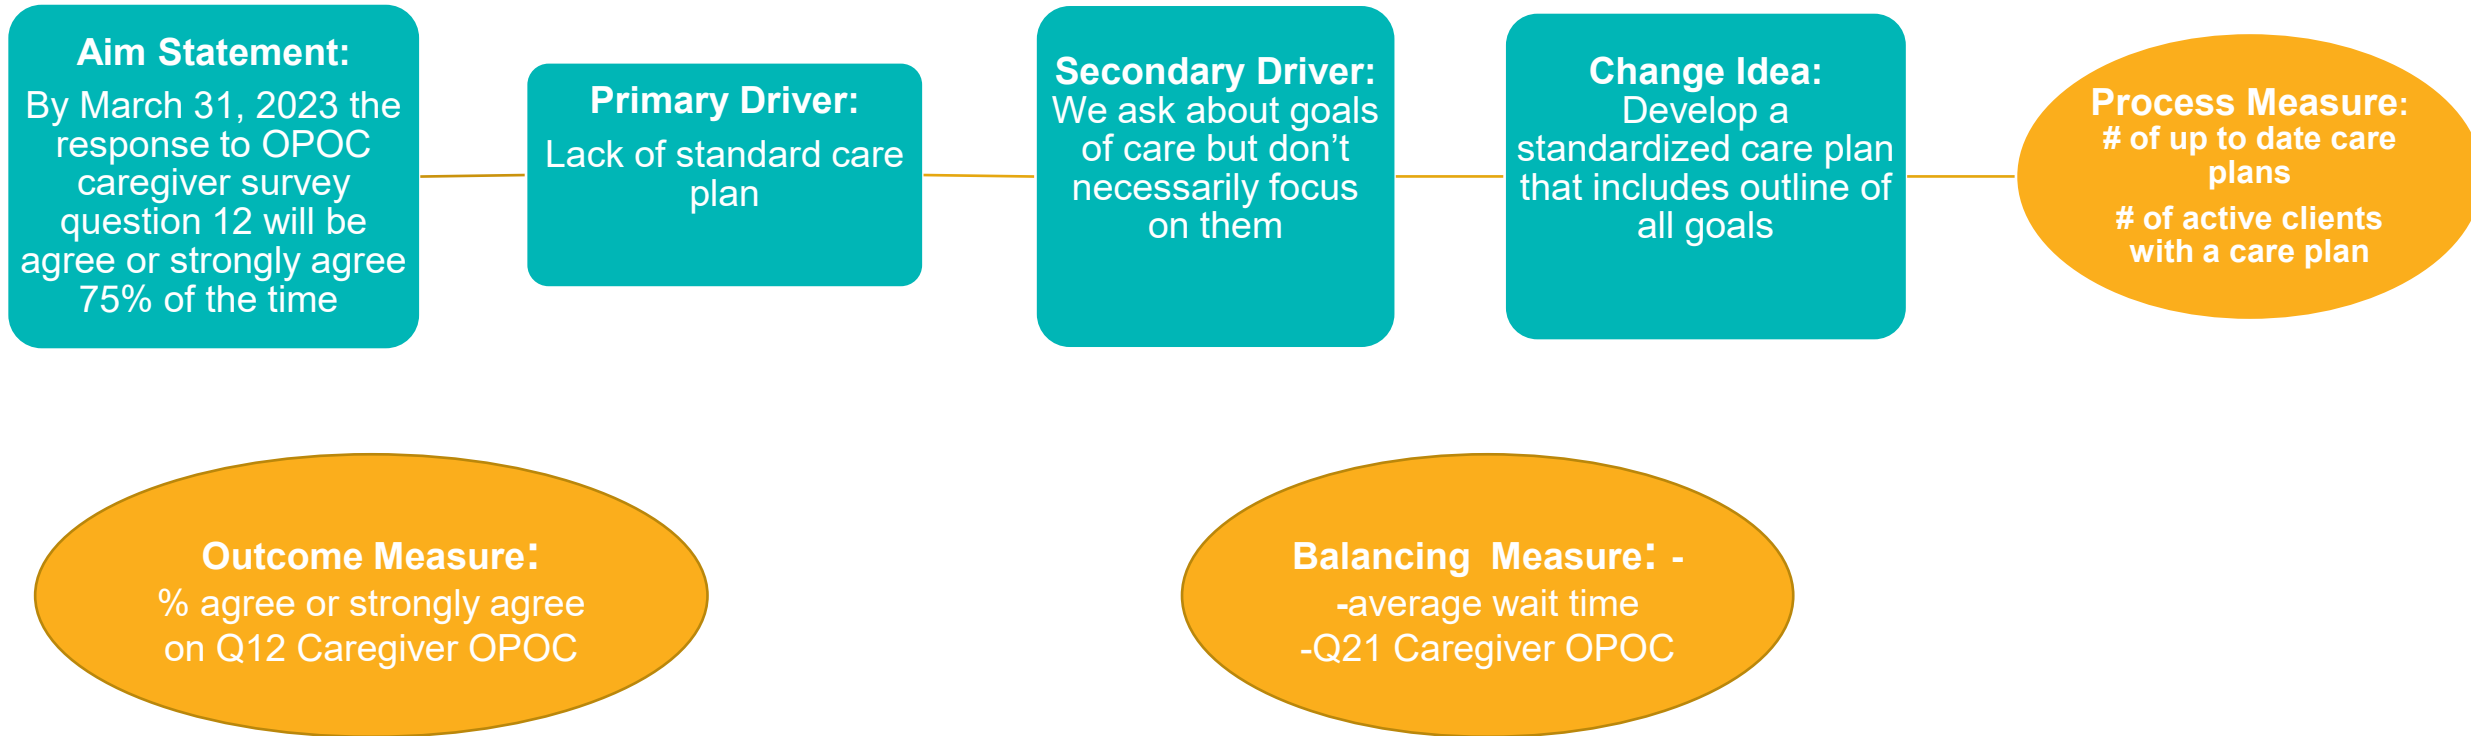 Aim Statement:
By March 31, 2023 the
response to OPOC
caregiver survey
question 12 will be
agree or strongly agree
75% of the time
Primary Driver:
Lack of standard care
plan
Secondary Driver:
We ask about goals
of care but don’t
necessarily focus
on them
Change Idea:
Develop a
standardized care plan
that includes outline of
all goals
Process Measure:
# of up to date care
plans
# of active clients
with a care plan
Outcome Measure:
% agree or strongly agree
on Q12 Caregiver OPOC
Balancing  Measure: -
-average wait time
-Q21 Caregiver OPOC